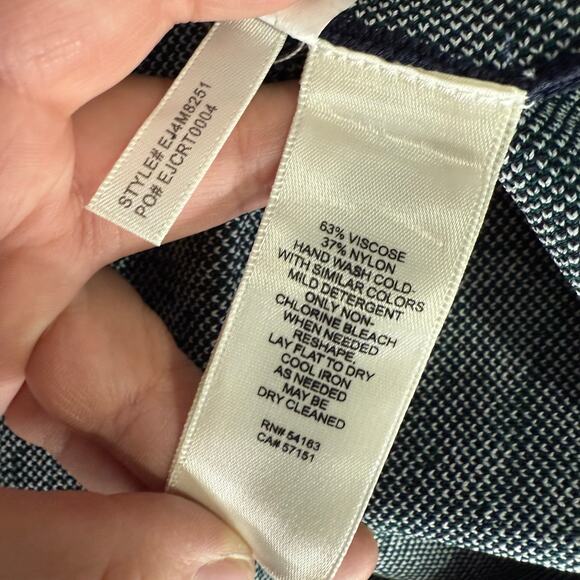 STYLE# EJ4M8251
PO# EJCRT0004
63% VISCOSE
37% NYLON
HAND WASH COLD-
WITH SIMILAR COLORS
MILD DETERGENT
ONLY NON-
CHLORINE BLEACH
WHEN NEEDED
RESHAPE.
LAY FLAT TO DRY
COOL IRON
AS NEEDED
MAY BE
DRY CLEANED
RN# 54163
CA# 57151